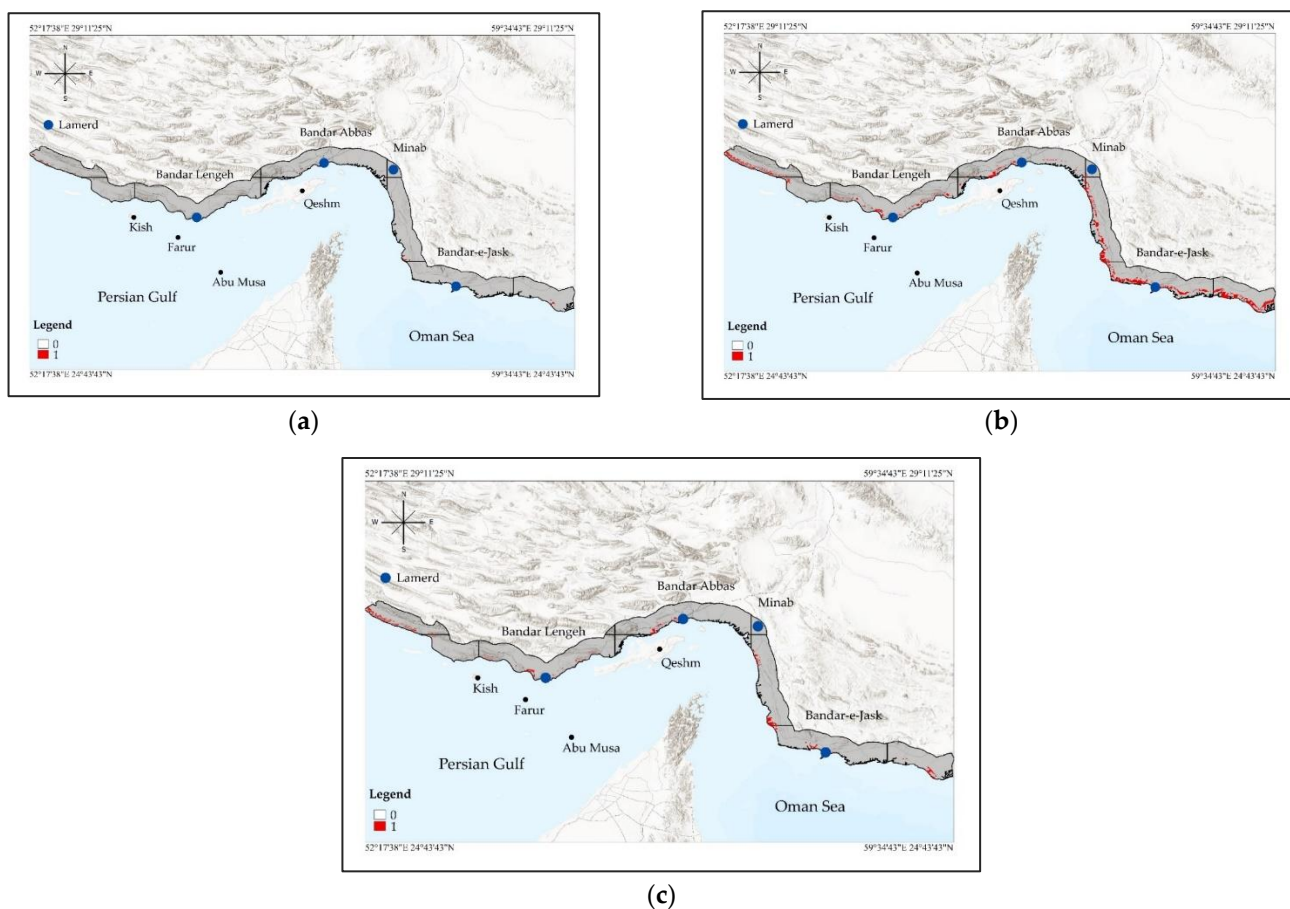 52°17'38"E 29°11'25"N 59°34'43"E 29°11'25"N
N
W E
S
Lamerd
Bandar Abbas
Minab
Bandar Lengeh
Qeshm
Kish
Farur
Bandar-e-Jask
Abu Musa
Persian Gulf
Legend
0
1
Oman Sea
52°17'38"E 24°43'43"N 59°34'43"E 24°43'43"N
(a)
52°17'38"E 29°11'25"N 59°34'43"E 29°11'25"N
N
W E
S
Lamerd
Bandar Abbas
Minab
Bandar Lengeh
Qeshm
Kish
Farur
Bandar-e-Jask
Abu Musa
Persian Gulf
Legend
0
1
Oman Sea
52°17'38"E 24°43'43"N 59°34'43"E 24°43'43"N
(b)
52°17'38"E 29°11'25"N 59°34'43"E 29°11'25"N
N
W E
S
Lamerd
Bandar Abbas
Minab
Bandar Lengeh
Qeshm
Kish
Farur
Bandar-e-Jask
Abu Musa
Persian Gulf
Legend
0
1
Oman Sea
52°17'38"E 24°43'43"N 59°34'43"E 24°43'43"N
(c)